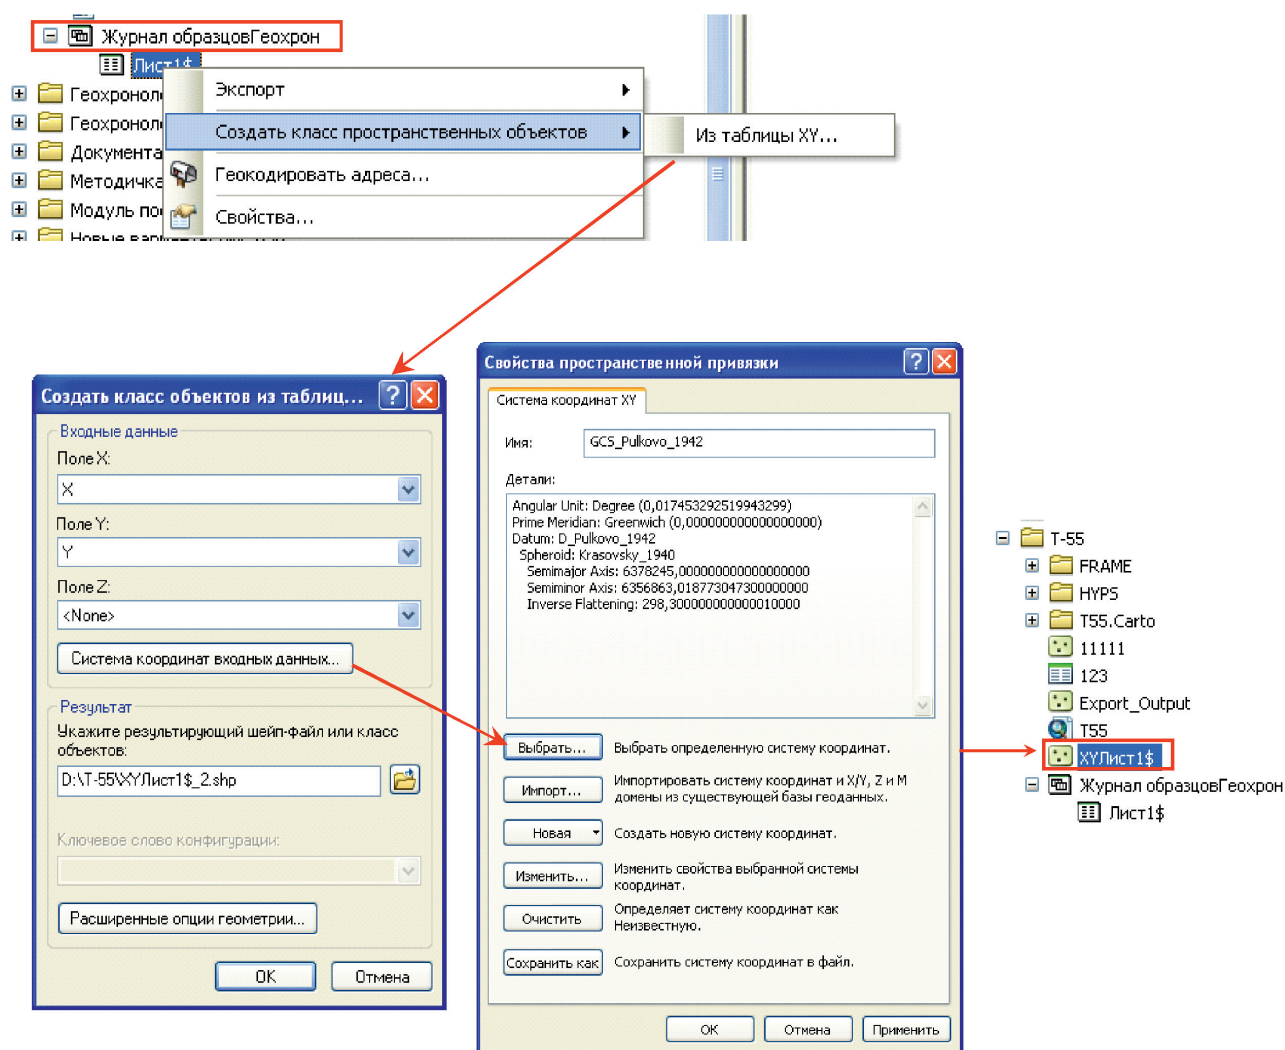 Журнал образцовГеохрон
Лист1$
Геохроноло
Геохроноло
Документа
Методичка
Модуль по
Экспорт
Создать класс пространственных объектов
Из таблицы XY...
Геокодировать адреса...
Свойства...
Создать класс объектов из таблиц...
Входные данные
Поле X:
X
Поле Y:
Y
Поле Z:
<None>
Система координат входных данных...
Результат
Укажите результирующий шейп-файл или класс
объектов:
D:\T-55\XYЛист1$_2.shp
Ключевое слово конфигурации:
Расширенные опции геометрии...
OK
Отмена
Свойства пространственной привязки
Система координат XY
Имя:
GCS_Pulkovo_1942
Детали:
Angular Unit: Degree (0,017453292519943299)
Prime Meridian: Greenwich (0,000000000000000000)
Datum: D_Pulkovo_1942
Spheroid: Krasovsky_1940
Semimajor Axis: 6378245,000000000000000000
Semiminor Axis: 6356863,018773047300000000
Inverse Flattening: 298,300000000000010000
Выбрать...
Выбрать определенную систему координат.
Импорт...
Импортировать систему координат и X/Y, Z и M
домены из существующей базы геоданных.
Новая
Создать новую систему координат.
Изменить...
Изменить свойства выбранной системы
координат.
Очистить
Определяет систему координат как
Неизвестную.
Сохранить как
Сохранить систему координат в файл.
OK
Отмена
Применить
T-55
FRAME
HYPS
T55.Carto
11111
123
Export_Output
T55
XYЛист1$
Журнал образцовГеохрон
Лист1$